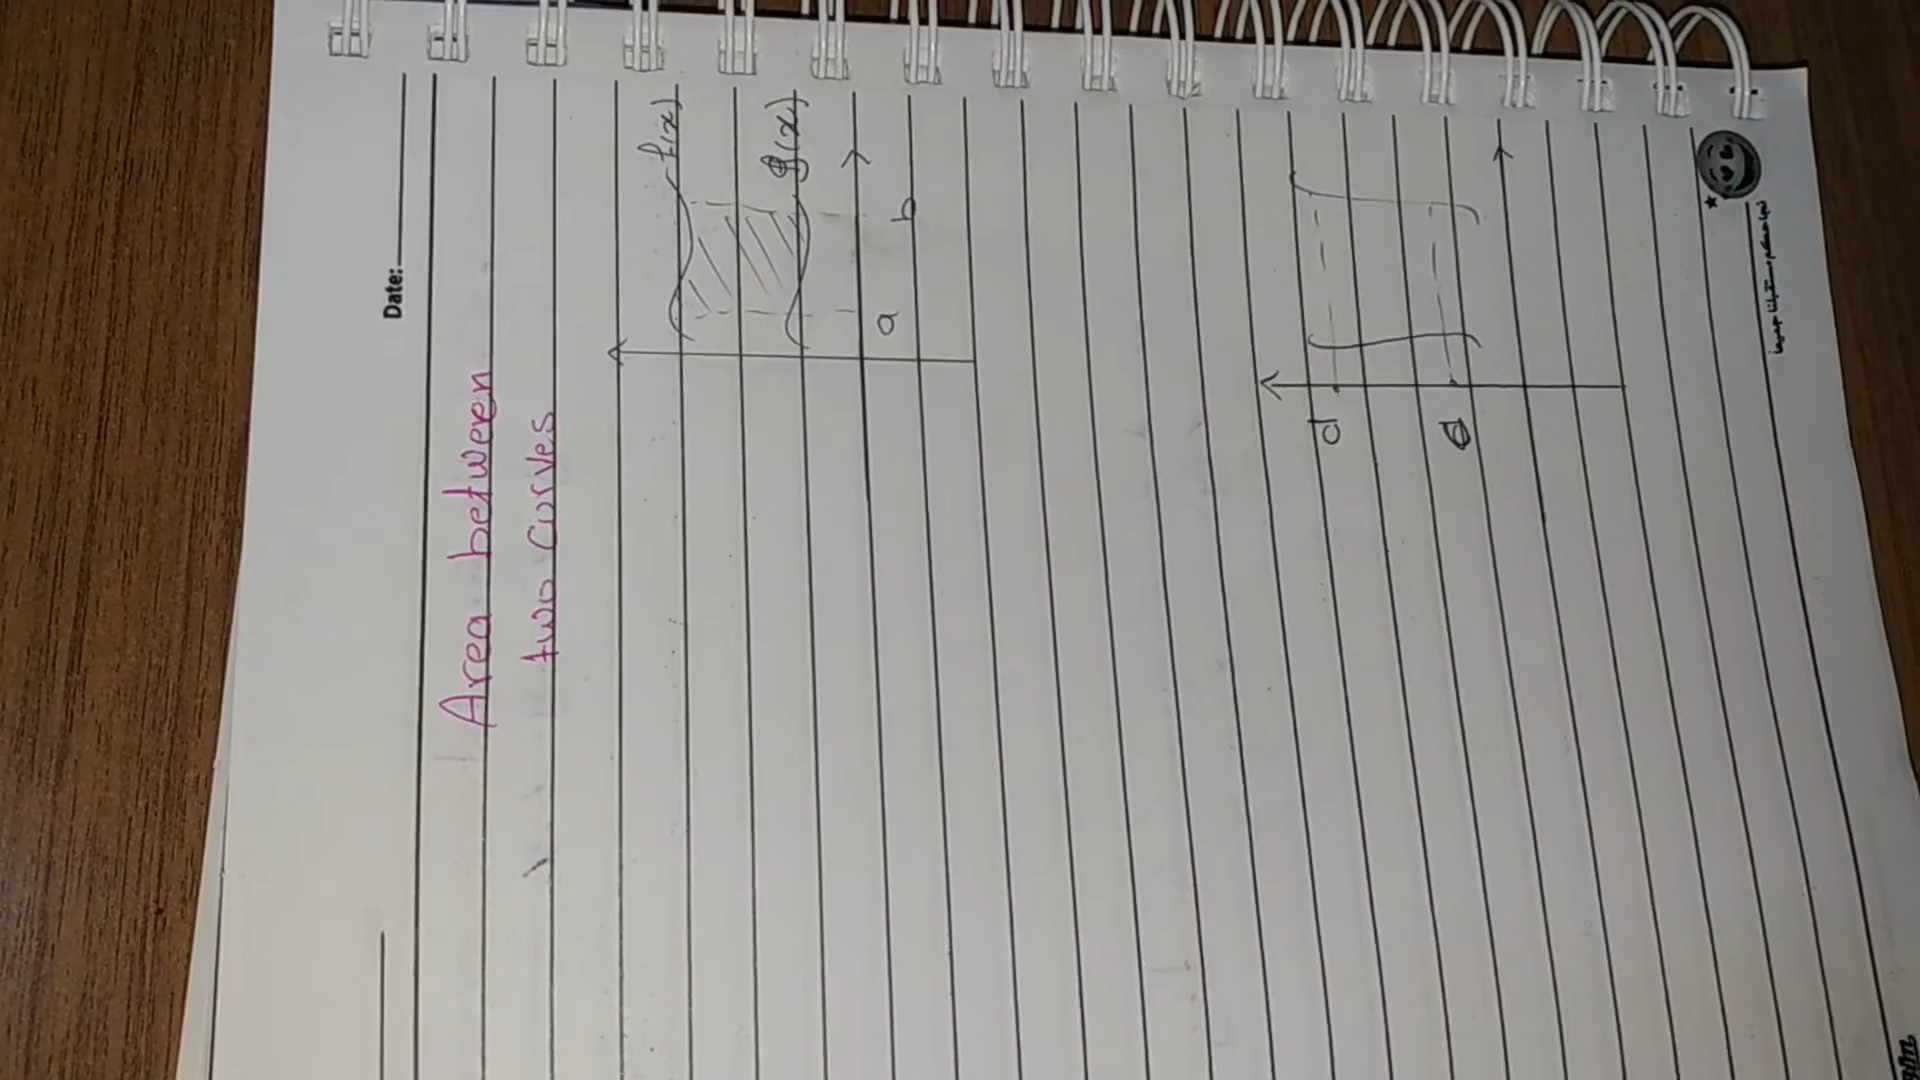 Date:
Area between
two curves
f(x)
g(x)
a
b
d